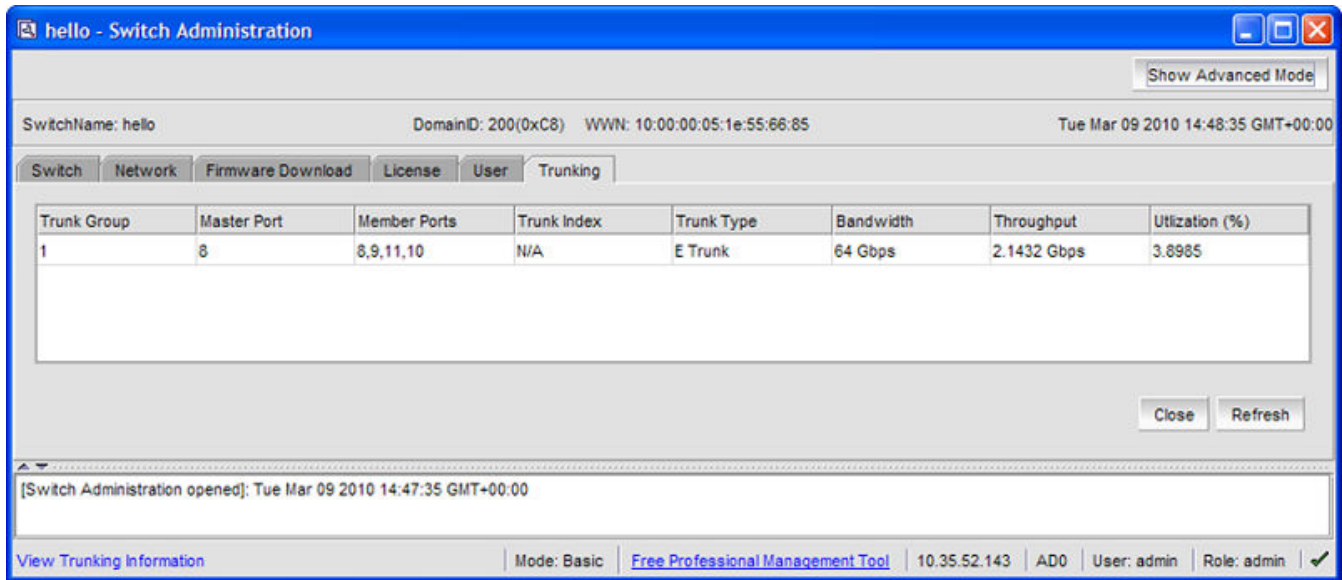 hello - Switch Administration
Show Advanced Mode
SwitchName: hello DomainID: 200(0xC8) WWN: 10:00:00:05:1e:55:66:85 Tue Mar 09 2010 14:48:35 GMT+00:00
Switch Network Firmware Download License User Trunking
Trunk Group Master Port Member Ports Trunk Index Trunk Type Bandwidth Throughput Utlization (%)
1 8 8,9,11,10 N/A E Trunk 64 Gbps 2.1432 Gbps 3.8985
Close Refresh
[Switch Administration opened]: Tue Mar 09 2010 14:47:35 GMT+00:00
View Trunking Information Mode: Basic Free Professional Management Tool 10.35.52.143 AD0 User: admin Role: admin